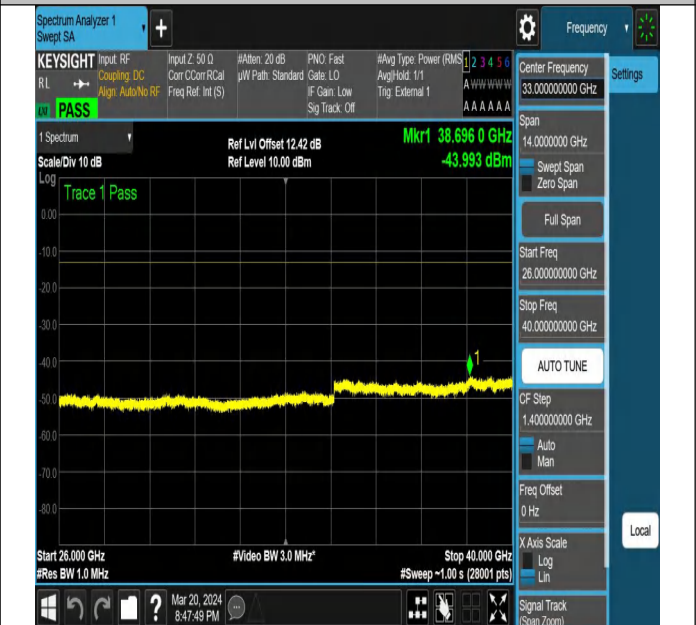 Spectrum Analyzer 1
Swept SA
Frequency
KEYSIGHT
RL
PASS
Input: RF
Coupling: DC
Align: Auto/No RF
Input Z: 50 Ω
Corr CCorr RCal
Freq Ref: Int (S)
#Atten: 20 dB
µW Path: Standard
PNO: Fast
Gate: LO
IF Gain: Low
Sig Track: Off
#Avg Type: Power (RMS
Avg|Hold: 1/1
Trig: External 1
1 2 3 4 5 6
A W W W W W
A A A A A A
1 Spectrum
Scale/Div 10 dB
Ref Lvl Offset 12.42 dB
Ref Level 10.00 dBm
Mkr1 38.696 0 GHz
-43.993 dBm
Log
Trace 1 Pass
0.00
-10.0
-20.0
-30.0
-40.0
-50.0
-60.0
-70.0
-80.0
1
Start 26.000 GHz
#Res BW 1.0 MHz
#Video BW 3.0 MHz*
Stop 40.000 GHz
#Sweep ~1.00 s (28001 pts)
Mar 20, 2024
8:47:49 PM
Center Frequency
33.000000000 GHz
Settings
Span
14.0000000 GHz
Swept Span
Zero Span
Full Span
Start Freq
26.000000000 GHz
Stop Freq
40.000000000 GHz
AUTO TUNE
CF Step
1.400000000 GHz
Auto
Man
Freq Offset
0 Hz
X Axis Scale
Log
Lin
Local
Signal Track
(Span Zoom)